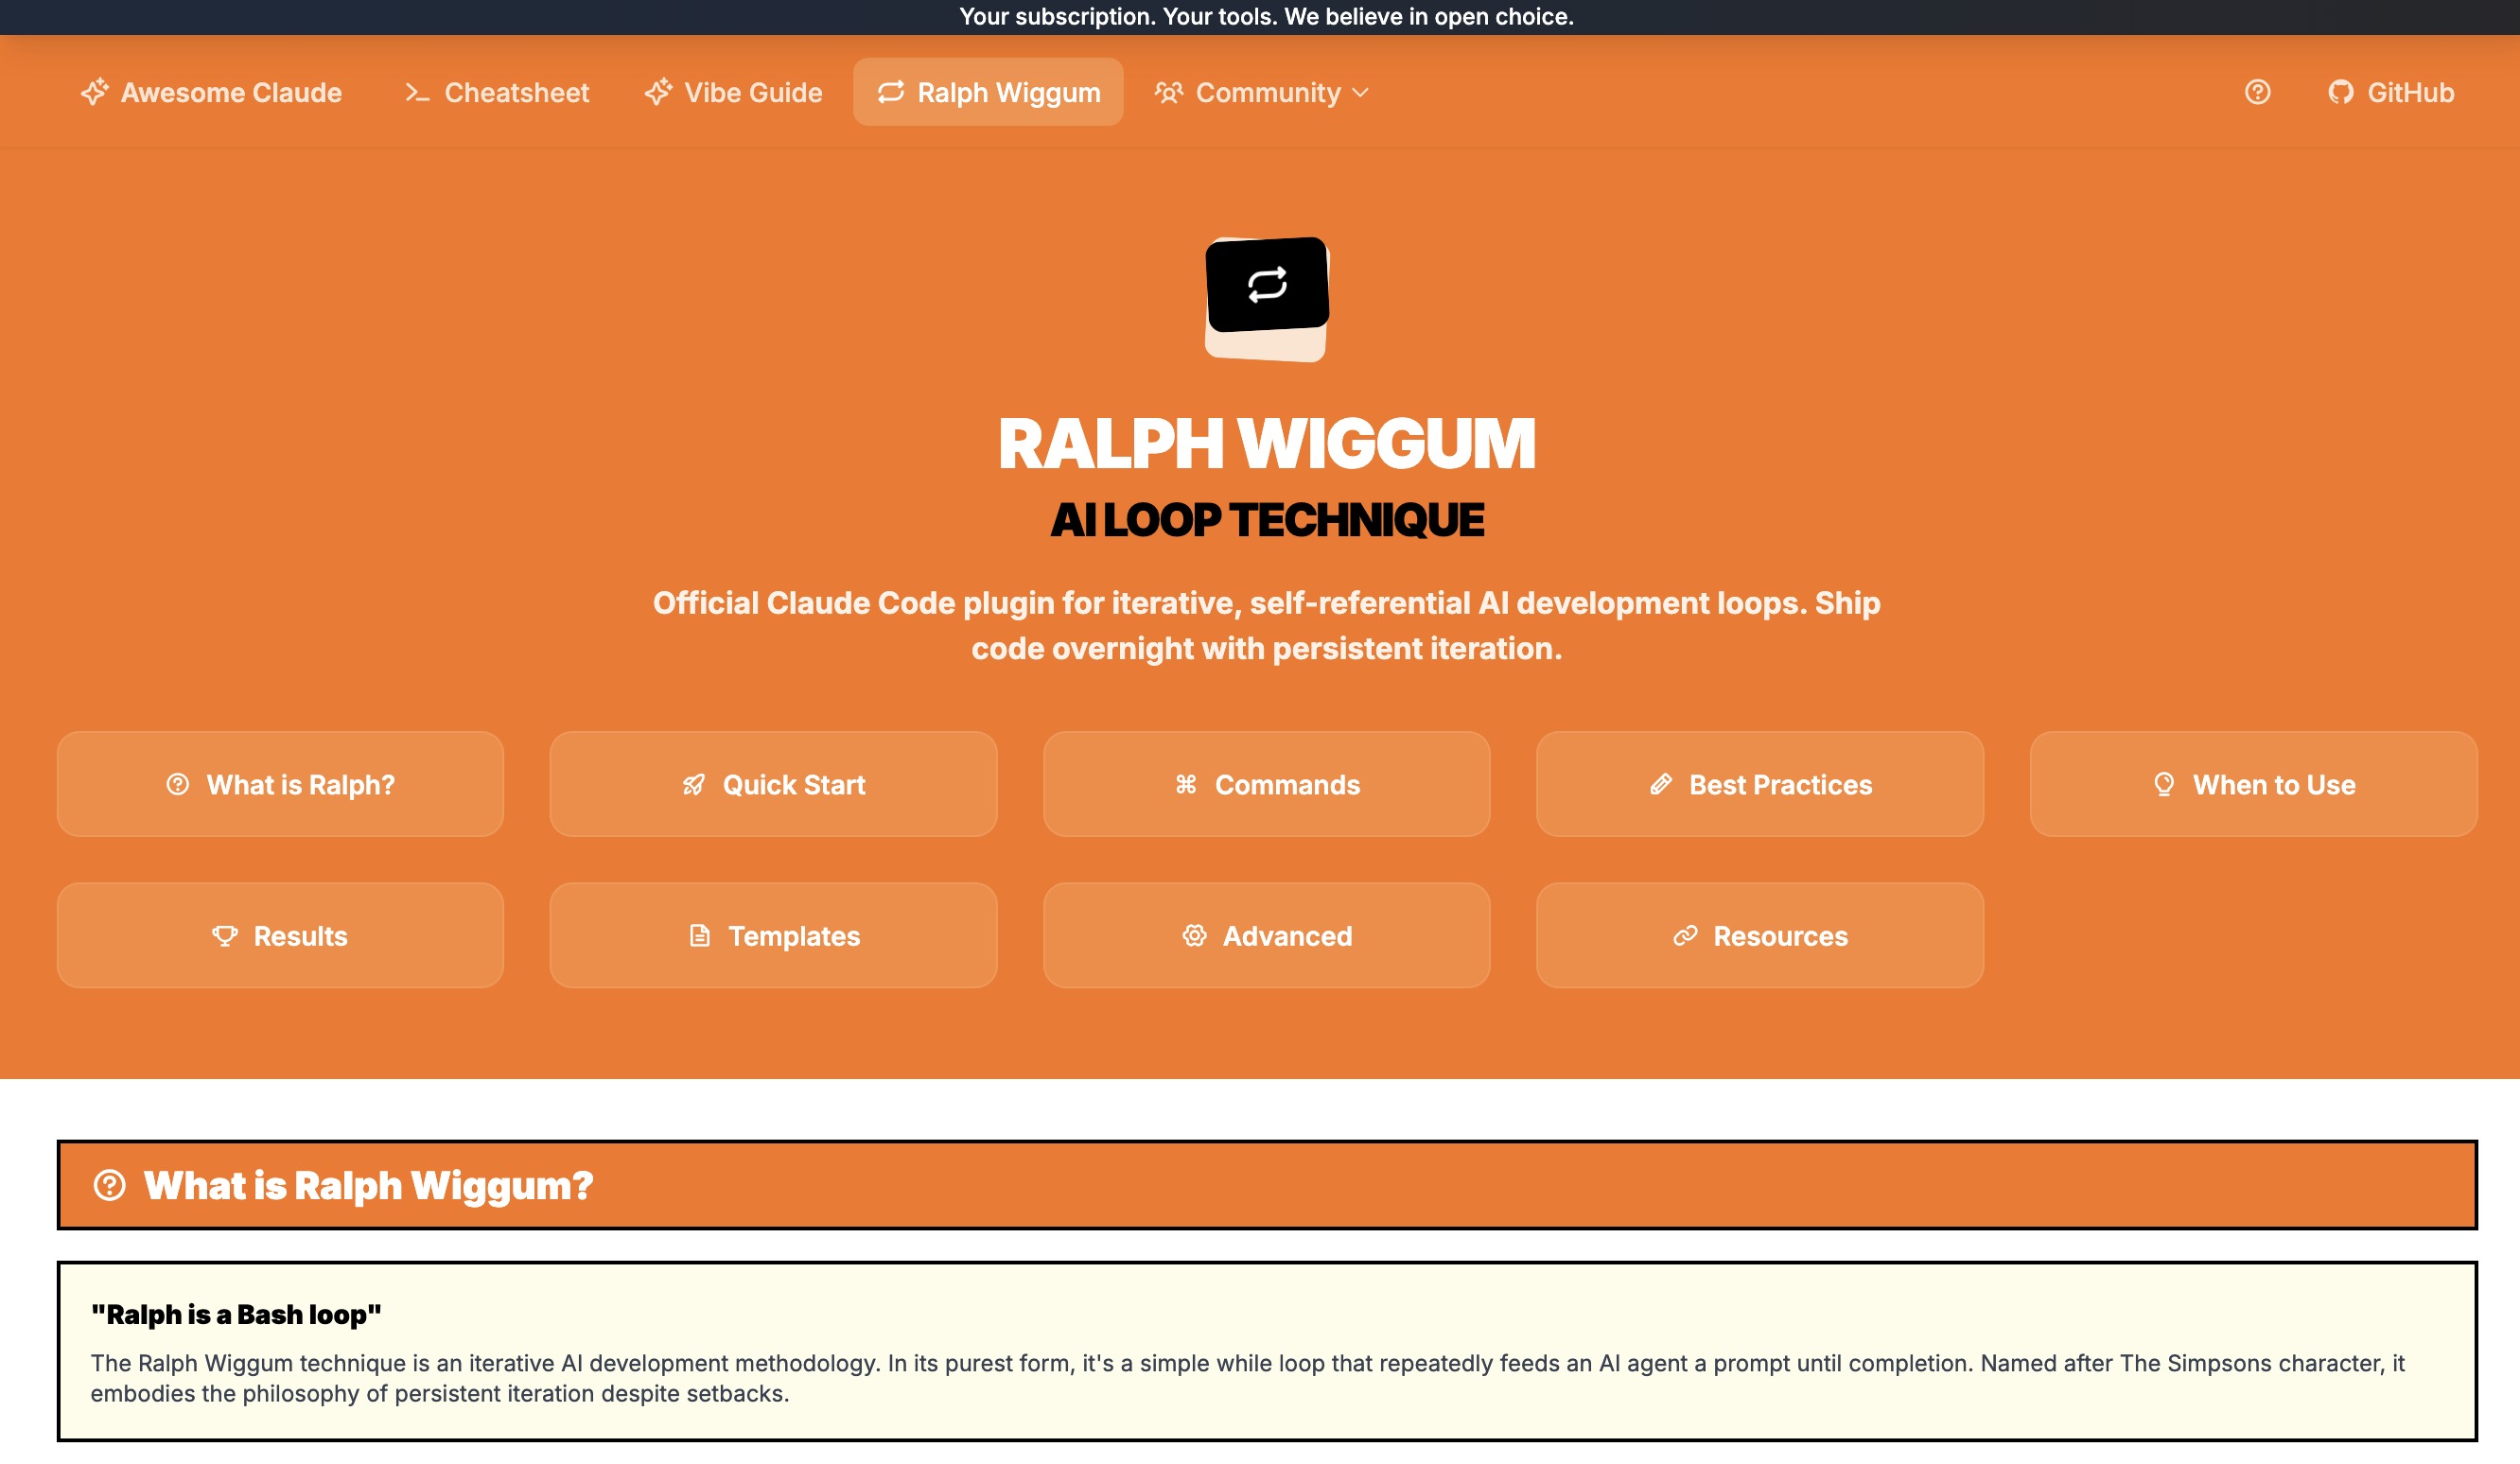 Your subscription. Your tools. We believe in open choice.
Awesome Claude
Cheatsheet
Vibe Guide
Ralph Wiggum
Community
GitHub
RALPH WIGGUM
AI LOOP TECHNIQUE
Official Claude Code plugin for iterative, self-referential AI development loops. Ship
code overnight with persistent iteration.
What is Ralph?
Quick Start
Commands
Best Practices
When to Use
Results
Templates
Advanced
Resources
What is Ralph Wiggum?
"Ralph is a Bash loop"
The Ralph Wiggum technique is an iterative AI development methodology. In its purest form, it's a simple while loop that repeatedly feeds an AI agent a prompt until completion. Named after The Simpsons character, it
embodies the philosophy of persistent iteration despite setbacks.